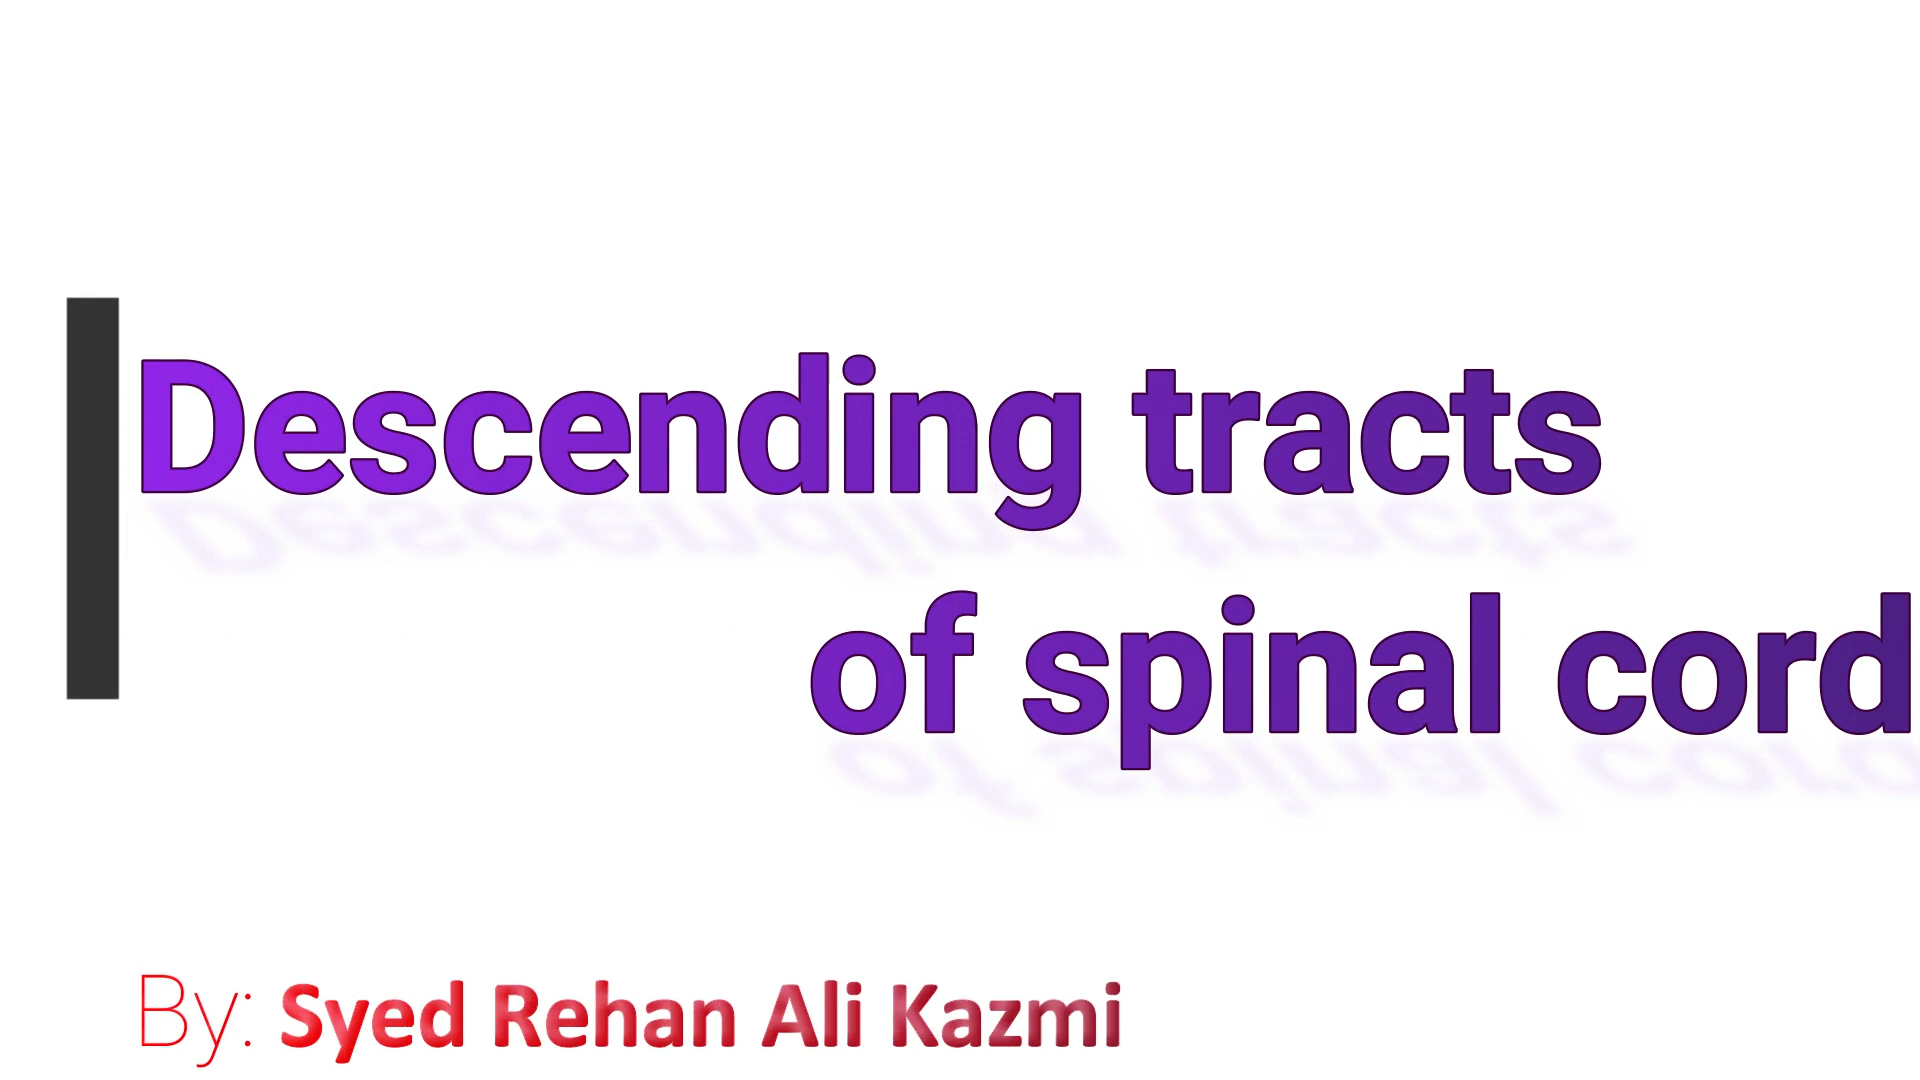 Descending tracts
of spinal cord
By: Syed Rehan Ali Kazmi